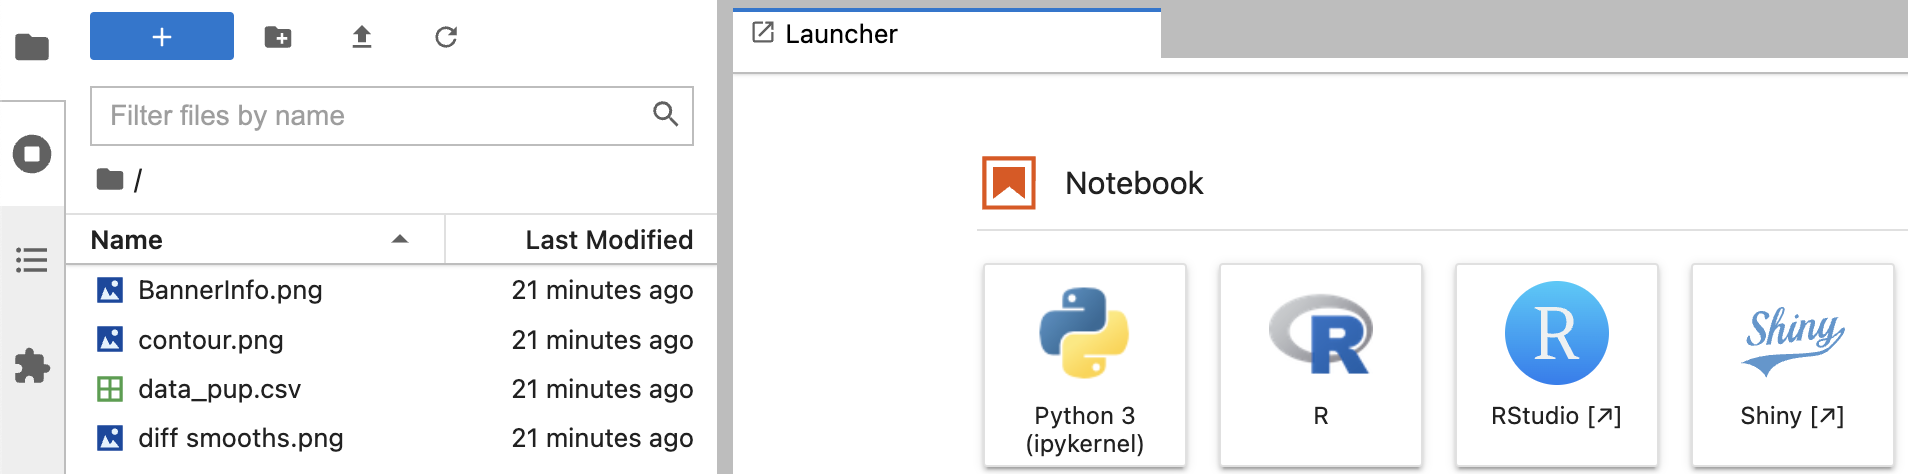 Launcher
Filter files by name
/
Name Last Modified
BannerInfo.png 21 minutes ago
contour.png 21 minutes ago
data_pup.csv 21 minutes ago
diff smooths.png 21 minutes ago
Notebook
R
R
Shiny
Python 3
(ipykernel)
R
RStudio [↗]
Shiny [↗]